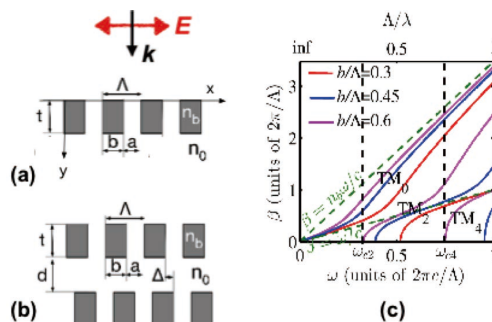 E
k
Λ
x
t
b
a
n_b
n_0
y
(a)
Λ
t
n_b
d
b
a
Δ
n_0
(b)
Λ/λ
inf 0.5 1
b/Λ=0.3
b/Λ=0.45
b/Λ=0.6
β = n_bω/c
TM_0
TM_2
TM_4
β (units of 2π/Λ)
3
2
1
0
0 ω_c2 0.5 ω_c4 1
ω (units of 2πc/Λ)
(c)